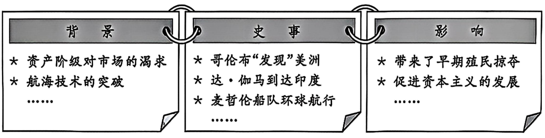 背景
* 资产阶级对市场的渴求
* 航海技术的突破
……
史事
* 哥伦布“发现”美洲
* 达·伽马到达印度
* 麦哲伦船队环球航行
……
影响
* 带来了早期殖民掠夺
* 促进资本主义的发展
……